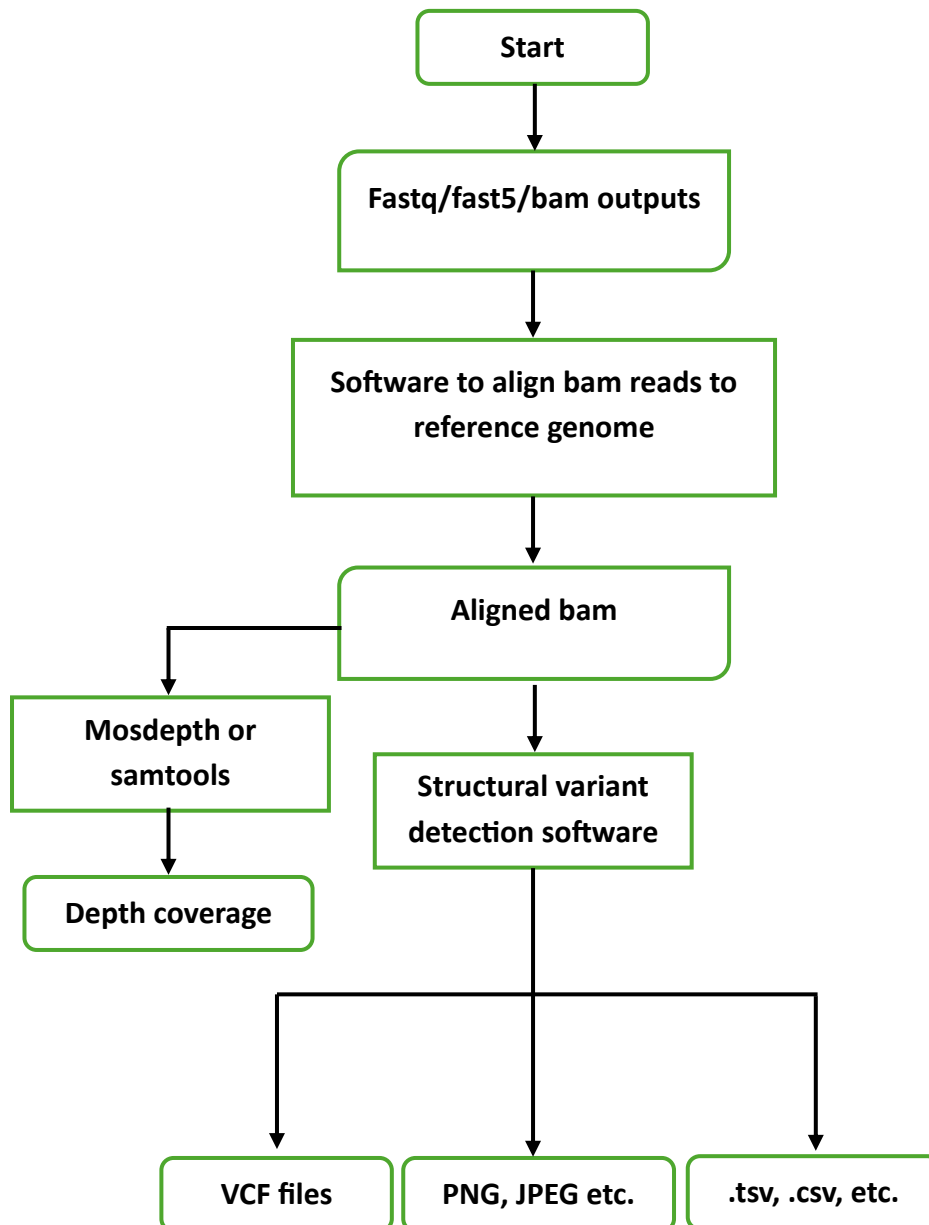 Start
Fastq/fast5/bam outputs
Software to align bam reads to
reference genome
Aligned bam
Mosdepth or
samtools
Structural variant
detection software
Depth coverage
VCF files
PNG, JPEG etc.
.tsv, .csv, etc.